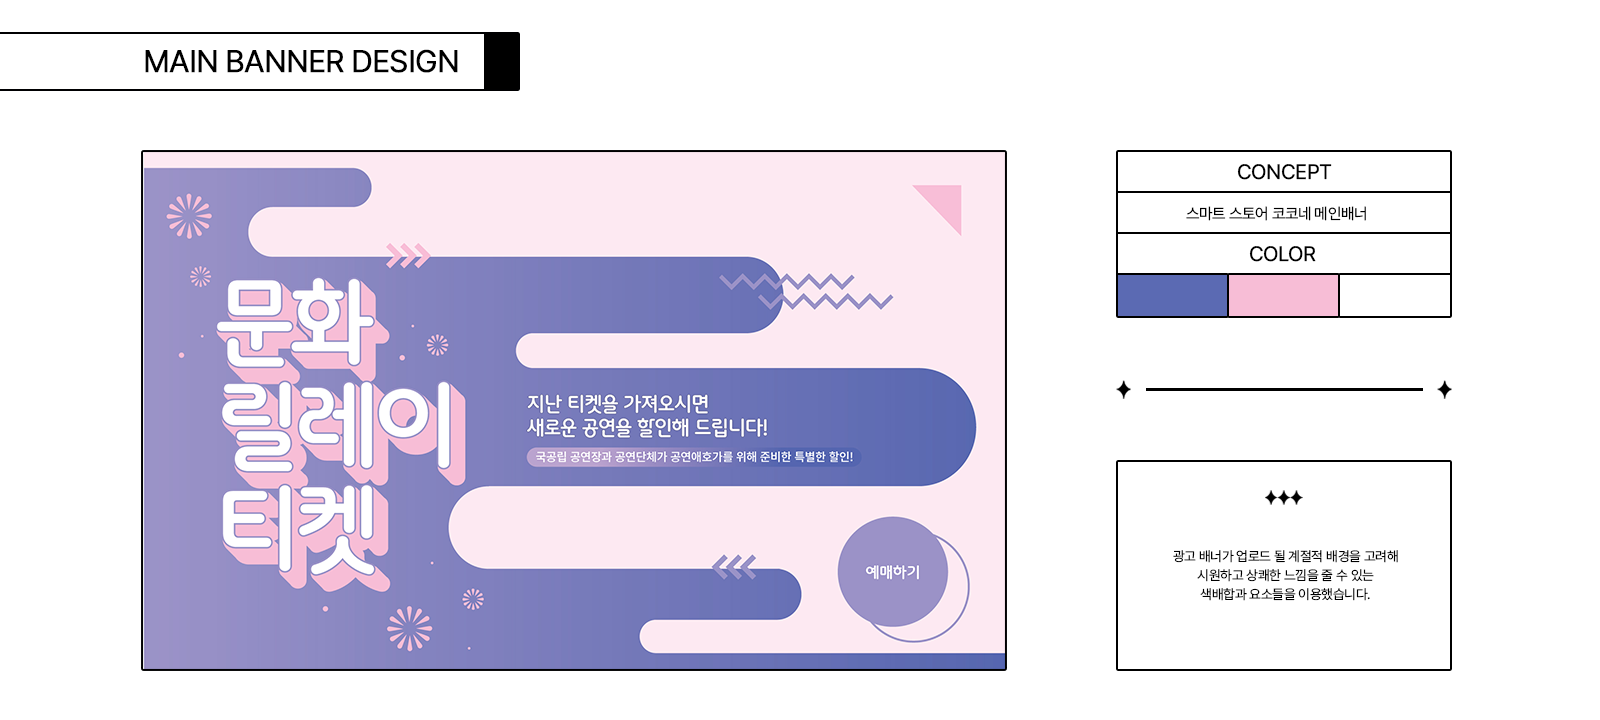 MAIN BANNER DESIGN
문화
릴레이
티켓
지난 티켓을 가져오시면
새로운 공연을 할인해 드립니다!
국공립 공연장과 공연단체가 공연애호가를 위해 준비한 특별한 할인!
예매하기
CONCEPT
스마트 스토어 코코네 메인배너
COLOR
광고 배너가 업로드 될 계절적 배경을 고려해
시원하고 상쾌한 느낌을 줄 수 있는
색배합과 요소들을 이용했습니다.